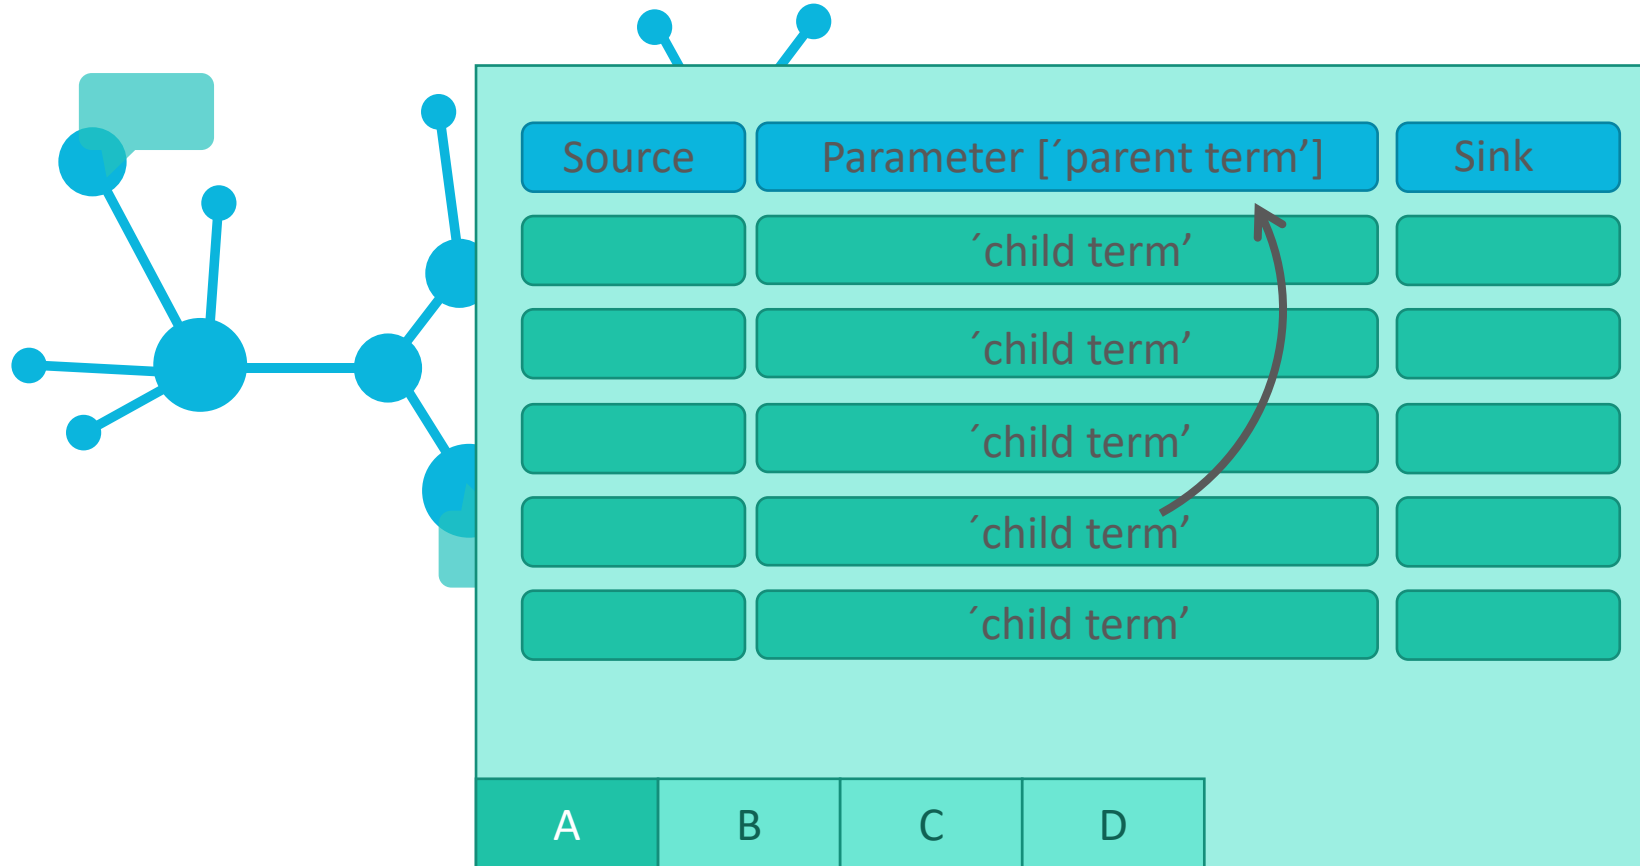 Source Parameter [´parent term’] Sink
´child term’
´child term’
´child term’
´child term’
´child term’
A B C D